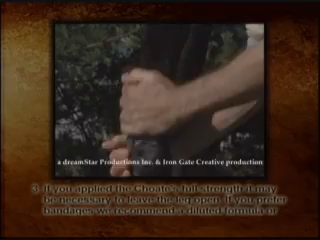 a dreamStar Productions Inc. & Iron Gate Creative production
3. If you applied the Choate's full strength it may
be necessary to leave the leg open. If you prefer
bandages we recommend a diluted formula or